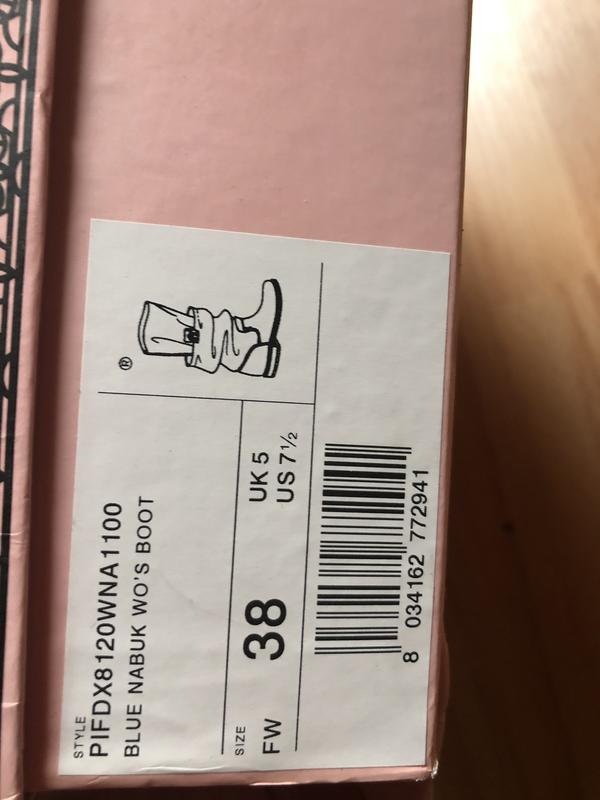 ®
STYLE
PIFDX8120WNA1100
BLUE NABUK WO'S BOOT
SIZE
FW 38 UK 5
US 7½
8 034162 772941